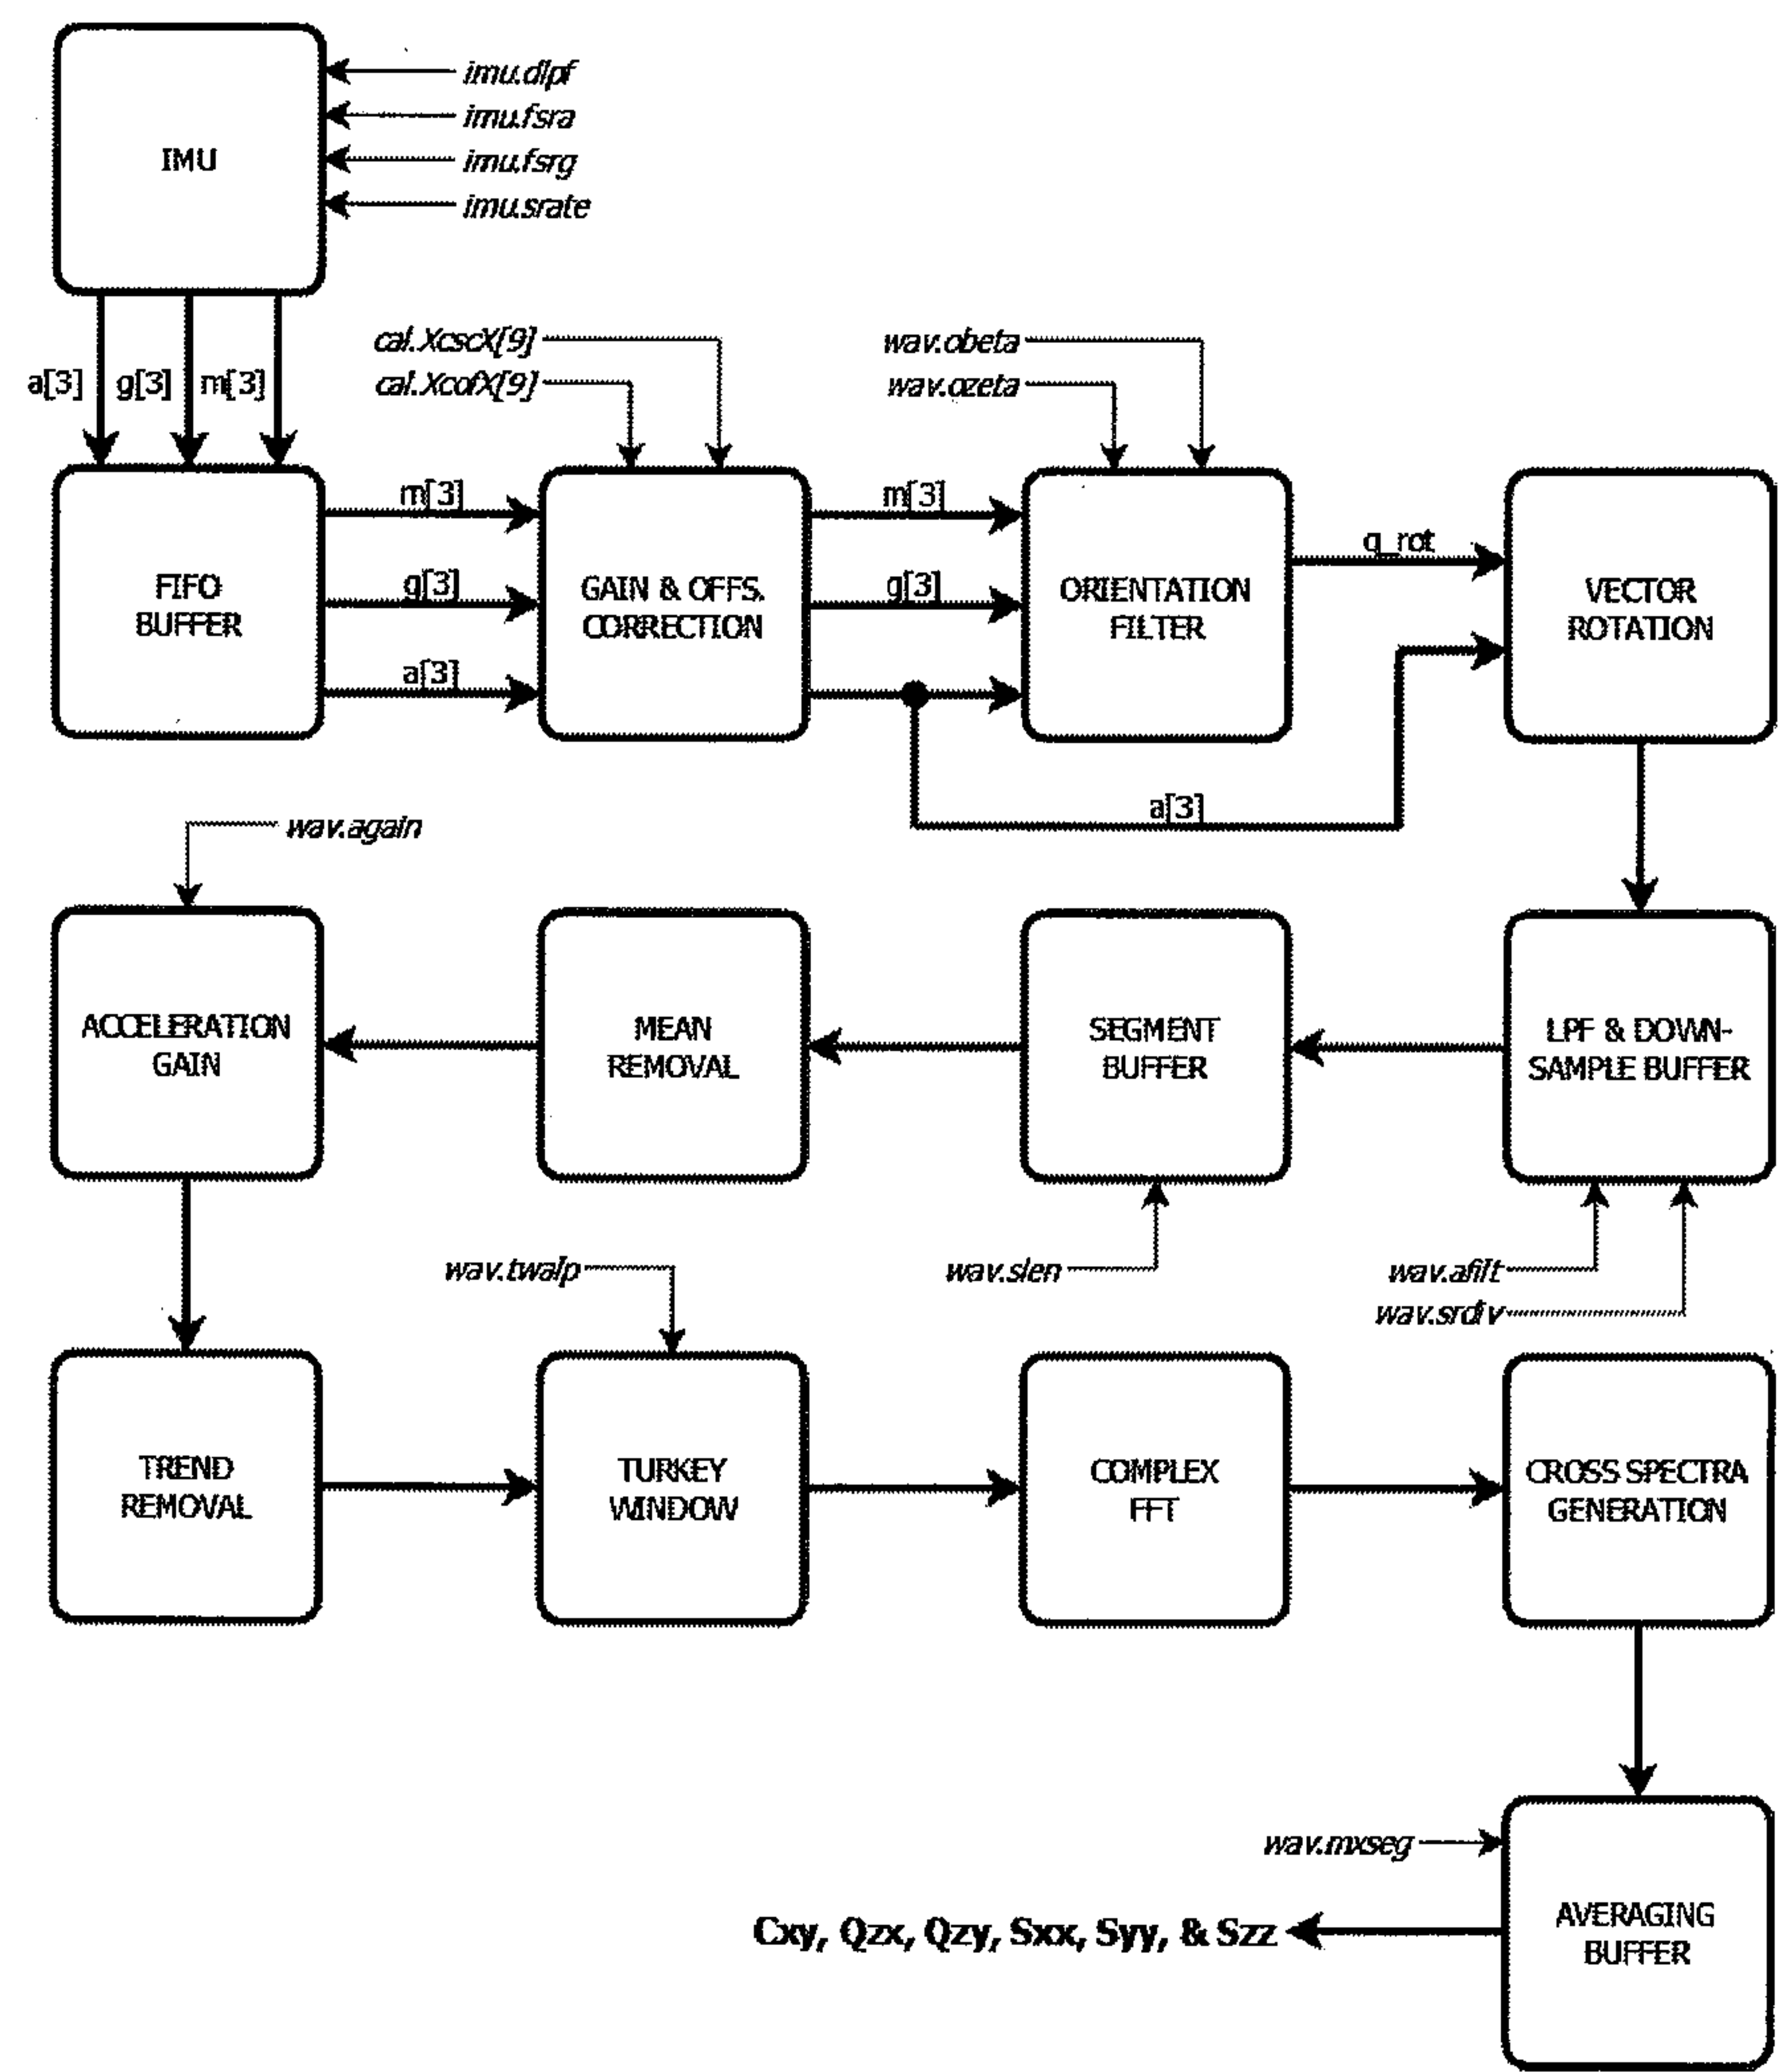 imu.dlpf
imu.fsra
IMU
imu.fsrg
imu.srate
cal.XcscX[9]
wav.obeta
a[3] g[3] m[3]
cal.XcofX[9]
wav.ozeta
m[3]
m[3]
q_rot
FIFO
BUFFER
g[3]
GAIN & OFFS.
CORRECTION
g[3]
ORIENTATION
FILTER
VECTOR
ROTATION
a[3]
a[3]
wav.again
ACCELERATION
GAIN
MEAN
REMOVAL
SEGMENT
BUFFER
LPF & DOWN-
SAMPLE BUFFER
wav.twalp
wav.slen
wav.afilt
wav.srdiv
TREND
REMOVAL
TURKEY
WINDOW
COMPLEX
FFT
CROSS SPECTRA
GENERATION
wav.mxseg
Cxy, Qzx, Qzy, Sxx, Syy, & Szz
AVERAGING
BUFFER